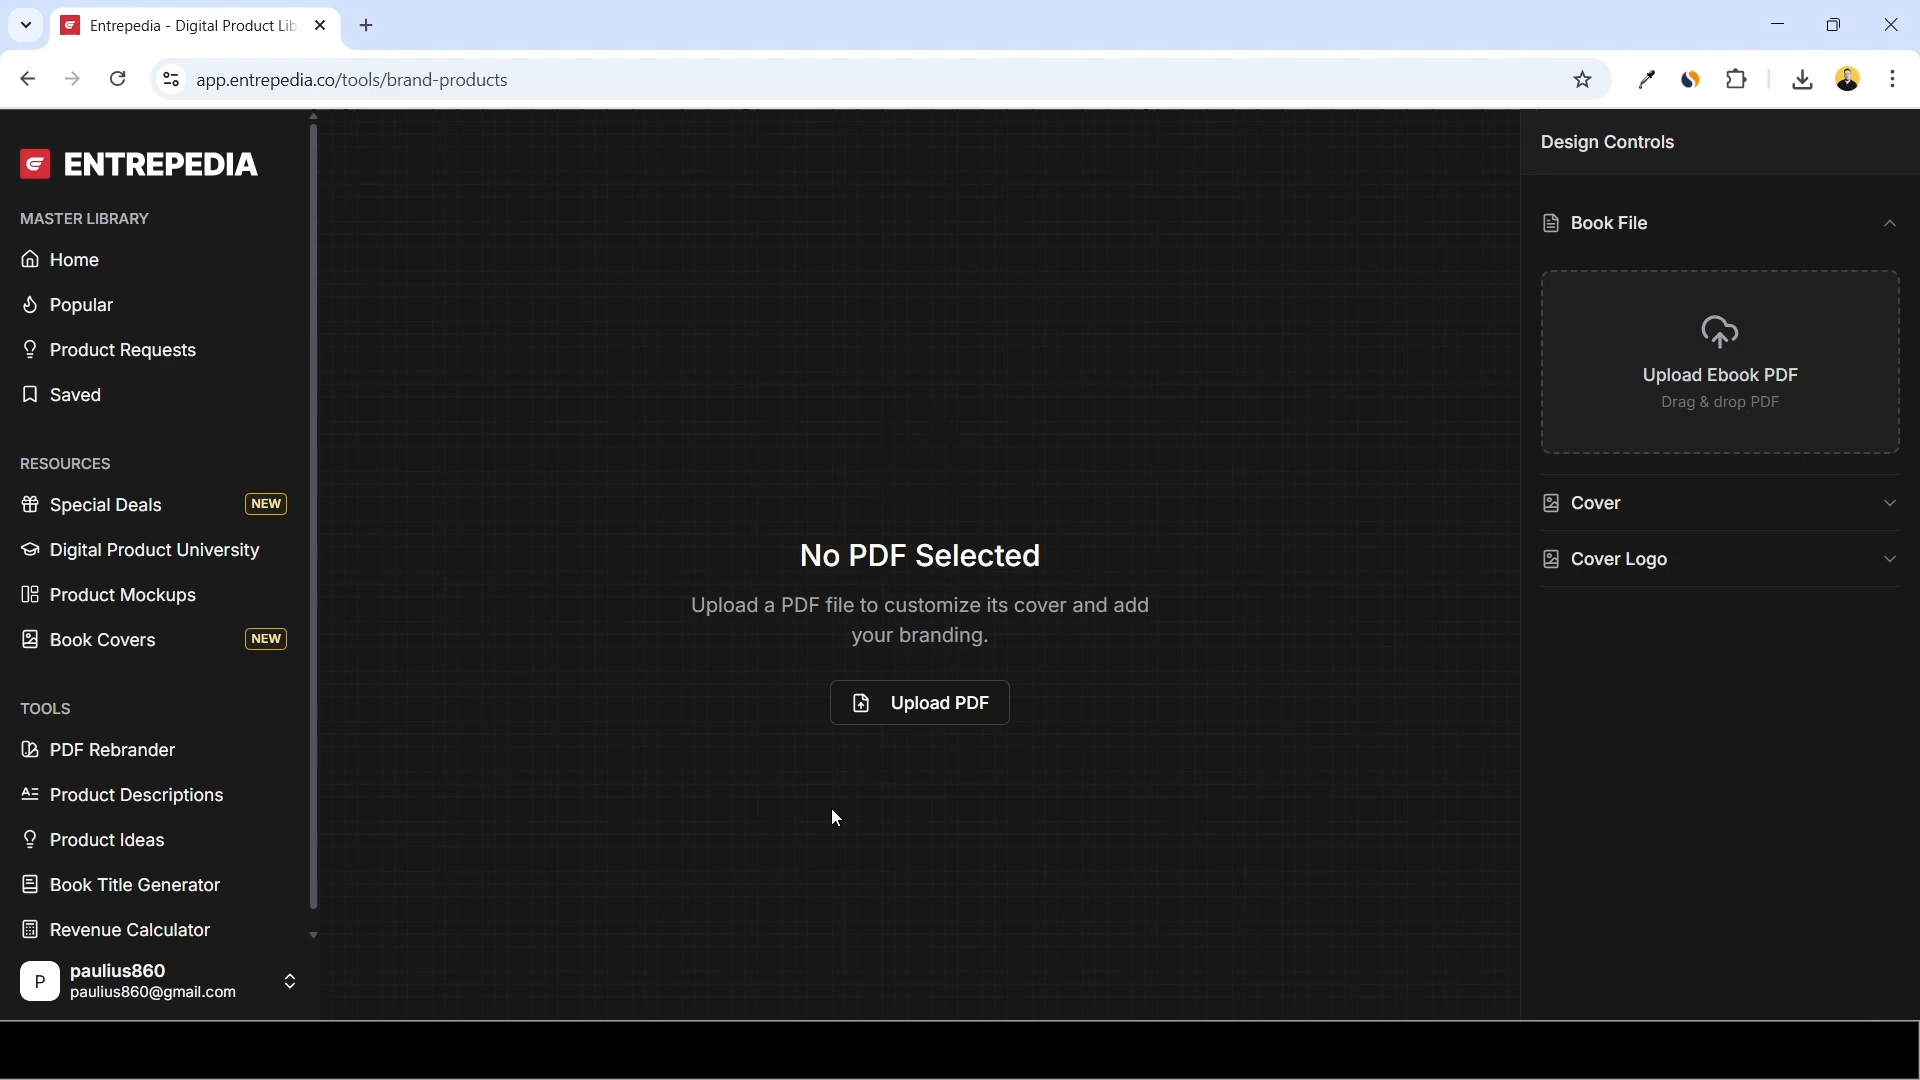 Entrepedia - Digital Product Lib
app.entrepedia.co/tools/brand-products
ENTREPEDIA
MASTER LIBRARY
Home
Popular
Product Requests
Saved
RESOURCES
Special Deals NEW
Digital Product University
Product Mockups
Book Covers NEW
TOOLS
PDF Rebrander
Product Descriptions
Product Ideas
Book Title Generator
Revenue Calculator
P
paulius860
paulius860@gmail.com
No PDF Selected
Upload a PDF file to customize its cover and add
your branding.
Upload PDF
Design Controls
Book File
Upload Ebook PDF
Drag & drop PDF
Cover
Cover Logo